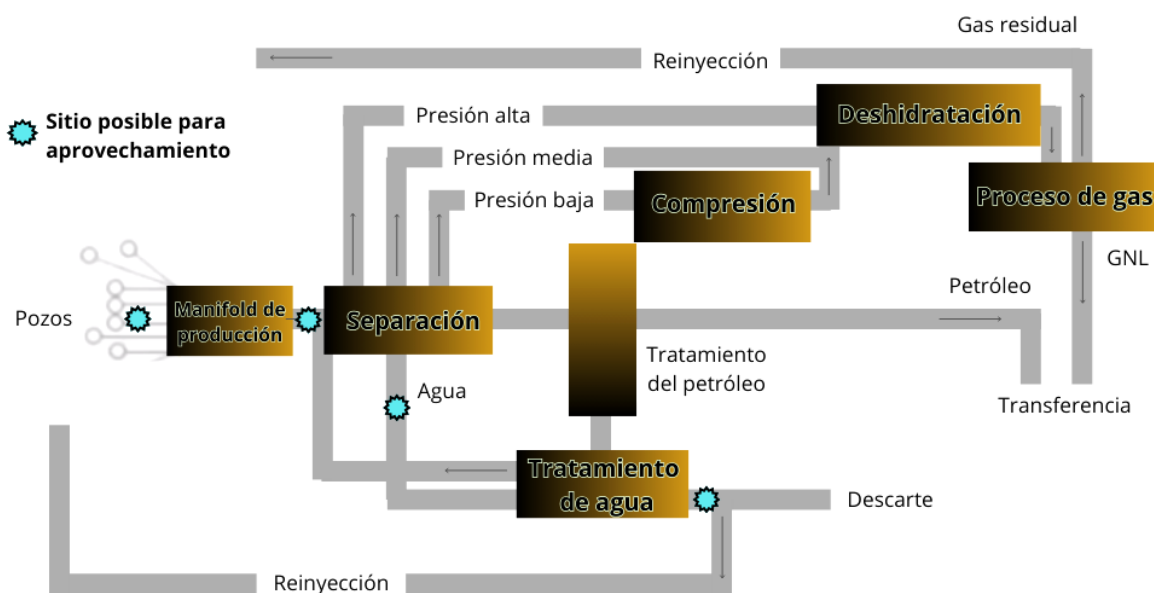 Gas residual
Reinyección
Sitio posible para
aprovechamiento
Presión alta
Deshidratación
Presión media
Presión baja
Compresión
Proceso de gas
GNL
Pozos
Manifold de
producción
Separación
Petróleo
Tratamiento
del petróleo
Agua
Transferencia
Tratamiento
de agua
Descarte
Reinyección